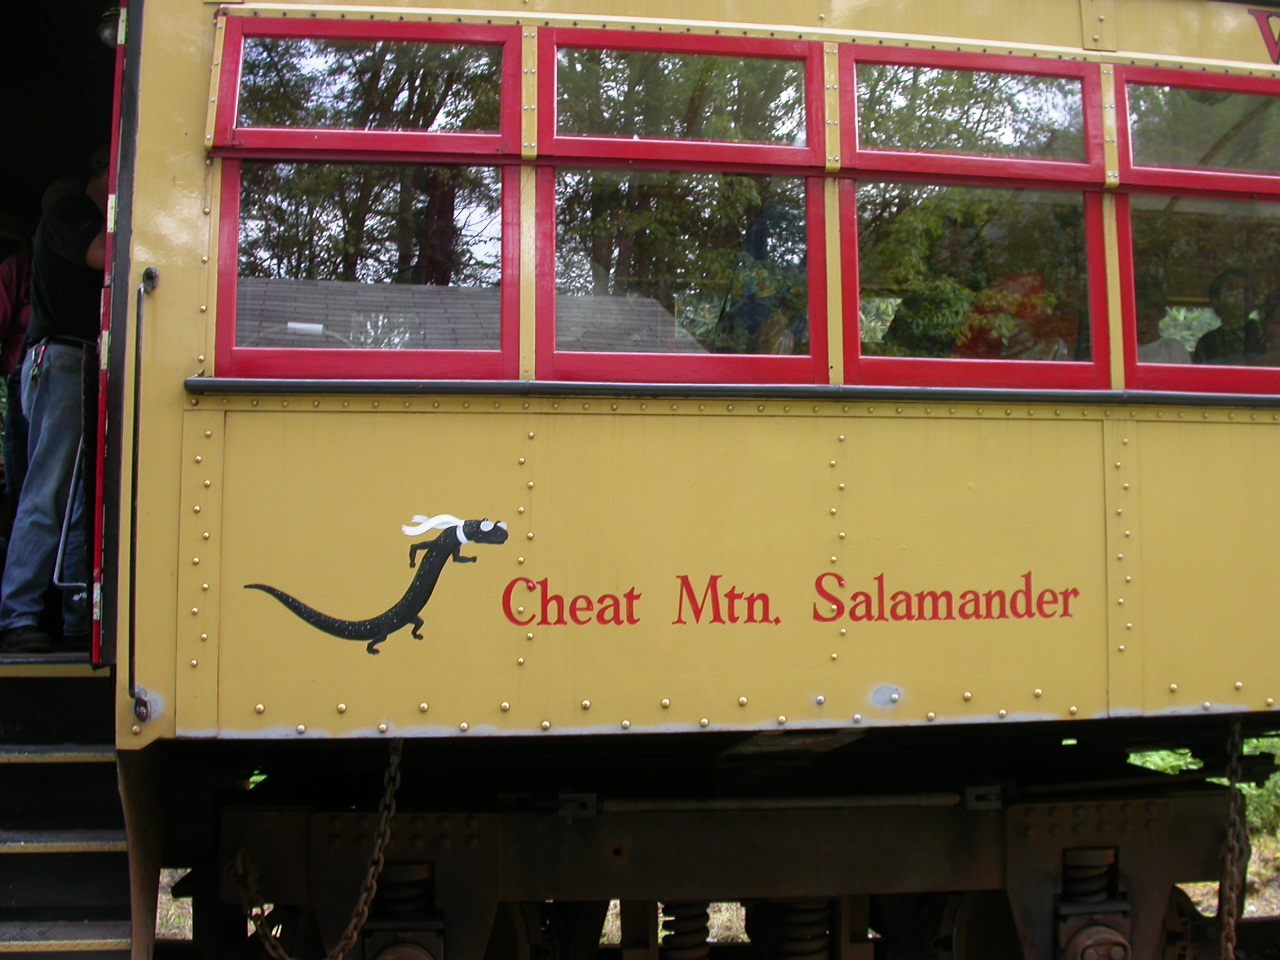 W
Cheat Mtn. Salamander